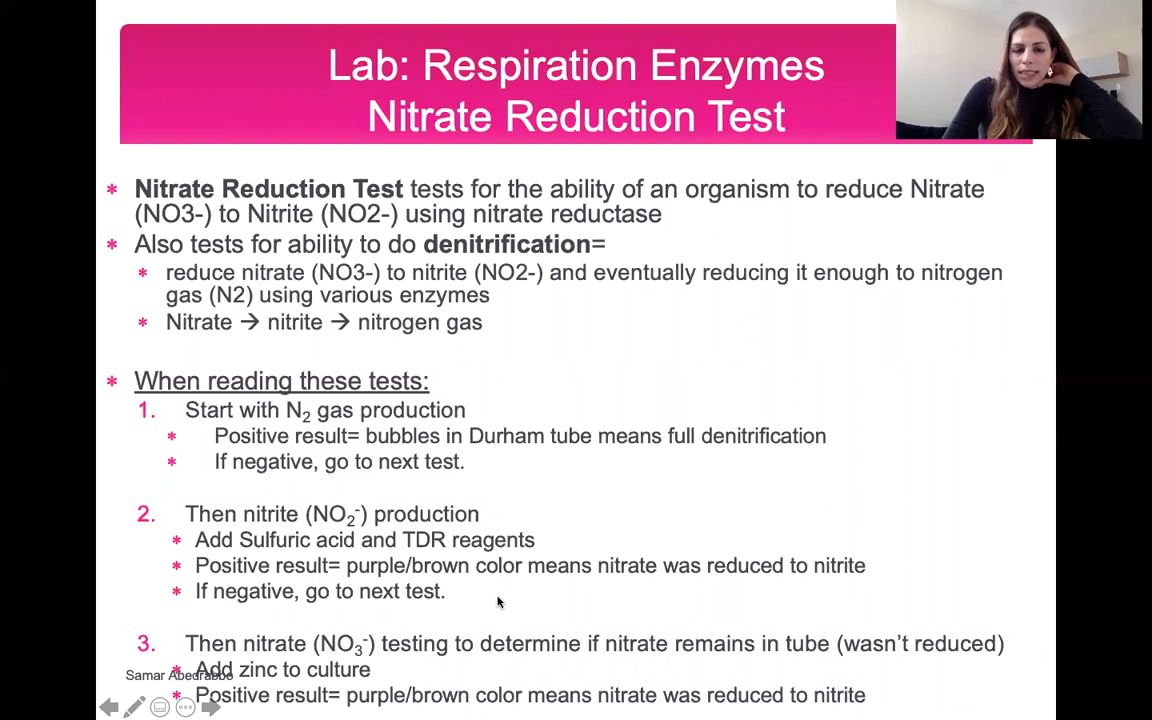 Lab: Respiration Enzymes
Nitrate Reduction Test
* Nitrate Reduction Test tests for the ability of an organism to reduce Nitrate
(NO3-) to Nitrite (NO2-) using nitrate reductase
* Also tests for ability to do denitrification=
* reduce nitrate (NO3-) to nitrite (NO2-) and eventually reducing it enough to nitrogen
gas (N2) using various enzymes
* Nitrate → nitrite → nitrogen gas
* When reading these tests:
1. Start with N₂ gas production
* Positive result= bubbles in Durham tube means full denitrification
* If negative, go to next test.
2. Then nitrite (NO₂⁻) production
* Add Sulfuric acid and TDR reagents
* Positive result= purple/brown color means nitrate was reduced to nitrite
* If negative, go to next test.
3. Then nitrate (NO₃⁻) testing to determine if nitrate remains in tube (wasn't reduced)
* Add zinc to culture
Samar Abedrabbo
* Positive result= purple/brown color means nitrate was reduced to nitrite